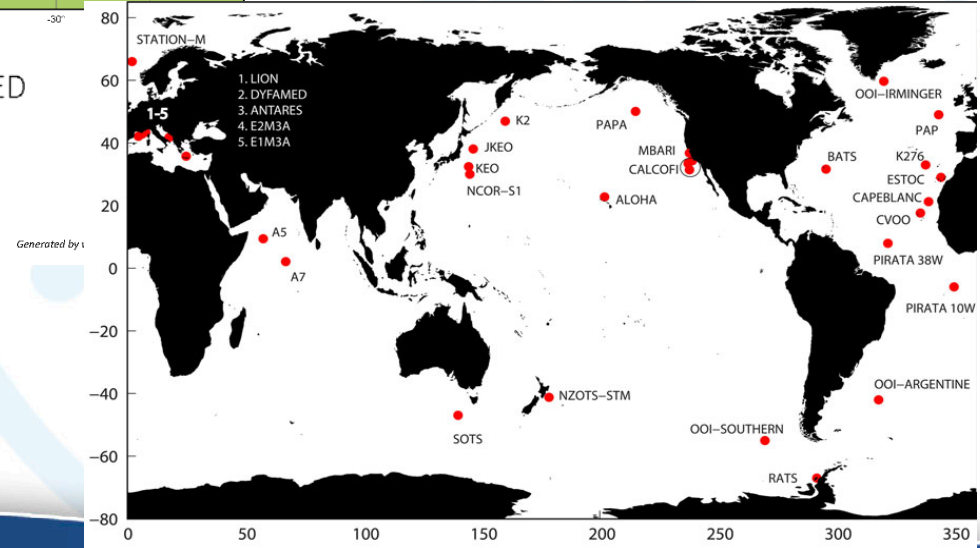 -30°
ED
Generated by
80
60
40
20
0
−20
−40
−60
−80
0
50
100
150
200
250
300
350
STATION−M
1. LION
2. DYFAMED
3. ANTARES
4. E2M3A
5. E1M3A
1-5
K2
JKEO
KEO
NCOR−S1
A5
A7
PAPA
MBARI
CALCOFI
ALOHA
OOI−IRMINGER
PAP
BATS
K276
ESTOC
CAPEBLANC
CVOO
PIRATA 38W
PIRATA 10W
OOI−ARGENTINE
NZOTS−STM
SOTS
OOI−SOUTHERN
RATS